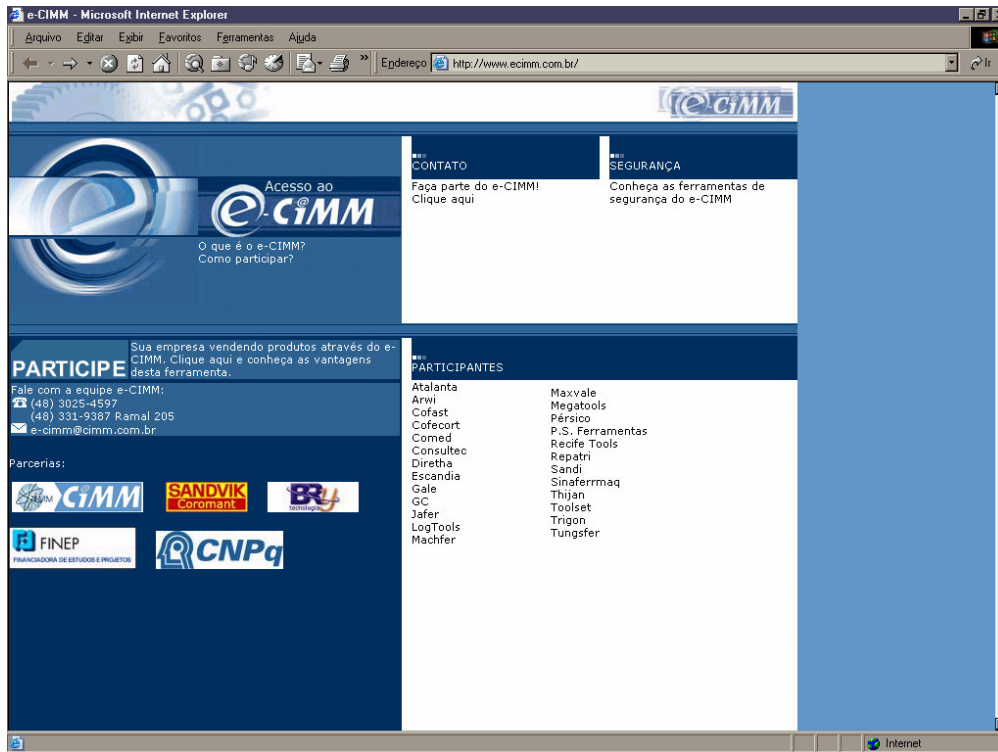 e-CIMM - Microsoft Internet Explorer
Arquivo Editar Exibir Favoritos Ferramentas Ajuda
Endereço http://www.ecimm.com.br/ Ir
e-CIMM
Acesso ao
e-CIMM
O que é o e-CIMM?
Como participar?
CONTATO
Faça parte do e-CIMM!
Clique aqui
SEGURANÇA
Conheça as ferramentas de
segurança do e-CIMM
PARTICIPE
Sua empresa vendendo produtos através do e-
CIMM. Clique aqui e conheça as vantagens
desta ferramenta.
Fale com a equipe e-CIMM:
(48) 3025-4597
(48) 331-9387 Ramal 205
e-cimm@cimm.com.br
Parcerias:
CIMM
SANDVIK
Coromant
BRy
tecnologia
FINEP
FINANCIADORA DE ESTUDOS E PROJETOS
CNPq
PARTICIPANTES
Atalanta
Arwi
Cofast
Cofecort
Comed
Consultec
Diretha
Escandia
Gale
GC
Jafer
LogTools
Machfer
Maxvale
Megatools
Pérsico
P.S. Ferramentas
Recife Tools
Repatri
Sandi
Sinaferrmaq
Thijan
Toolset
Trigon
Tungsfer
Internet